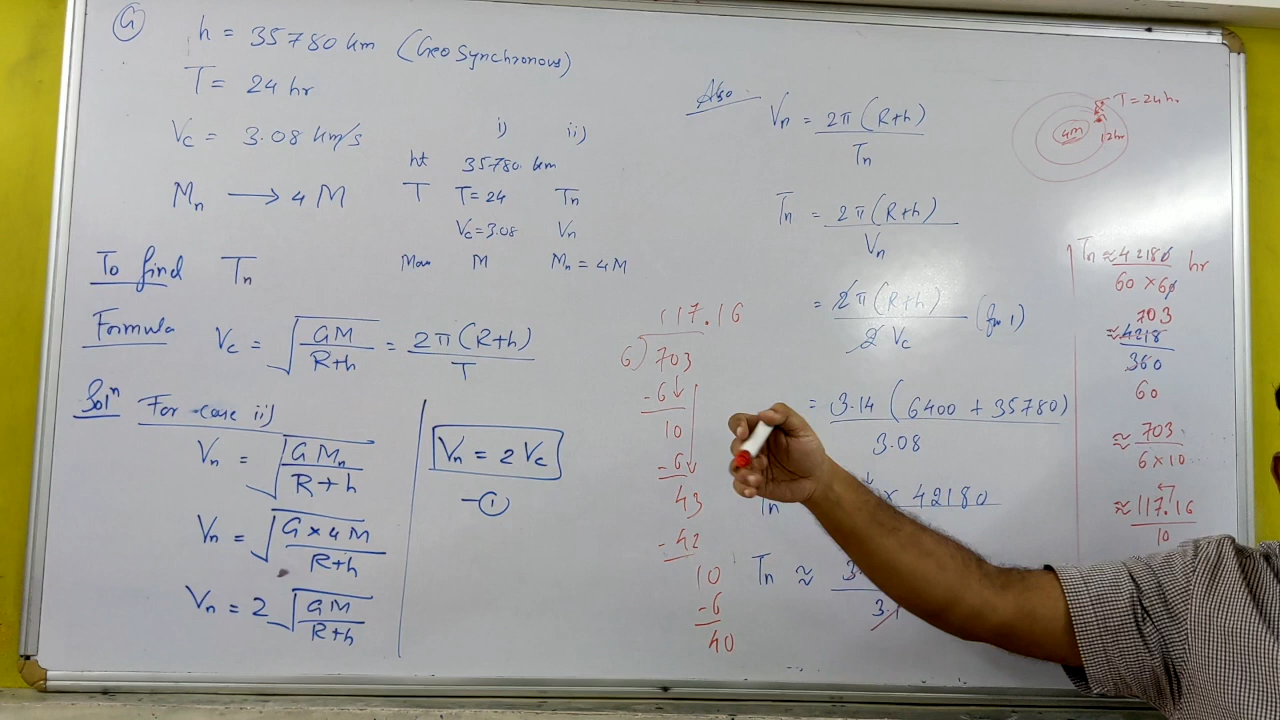 G
h = 35780 km (Geo Synchronous)
T = 24 hr
Vc = 3.08 km/s
Mn ⟶ 4M
i) ii)
ht 35780 km
T T=24 Tn
Vc=3.08 Vn
Mass M Mn = 4M
To find Tn
Formula Vc = √(GM/(R+h)) = 2π(R+h)/T
Solⁿ For case ii)
Vn = √(GMn/(R+h))
Vn = √(G×4M/(R+h))
Vn = 2√(GM/(R+h))
Vn = 2Vc
—①
117.16
6)703
-6
10
-6
43
-42
10
-6
40
Also
Vn = 2π(R+h)/Tn
Tn = 2π(R+h)/Vn
= 2π(R+h)/2Vc (from 1)
= 3.14(6400+35780)/3.08
Tn × 42180
Tn ≈ 3.
T=24hr
4M 12hr
Tn ≈ 42180/(60×60) hr
703
≈ 4218/360
60
≈ 703/(6×10)
≈ 117.16/10